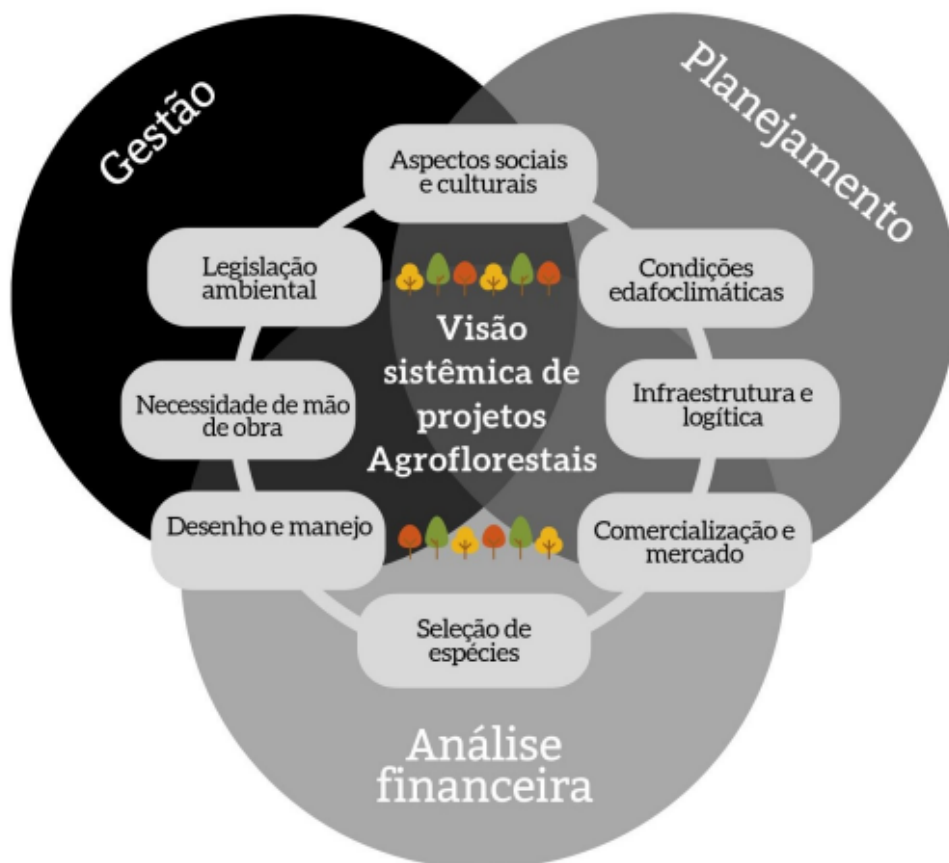 Gestão
Planejamento
Aspectos sociais
e culturais
Legislação
ambiental
Condições
edafoclimáticas
Visão
sistêmica de
projetos
Agroflorestais
Necessidade de mão
de obra
Infraestrutura e
logítica
Desenho e manejo
Comercialização e
mercado
Seleção de
espécies
Análise
financeira